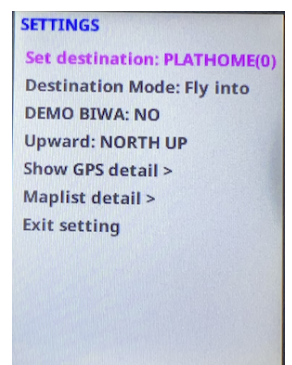 SETTINGS
Set destination: PLATHOME(0)
Destination Mode: Fly into
DEMO BIWA: NO
Upward: NORTH UP
Show GPS detail >
Maplist detail >
Exit setting